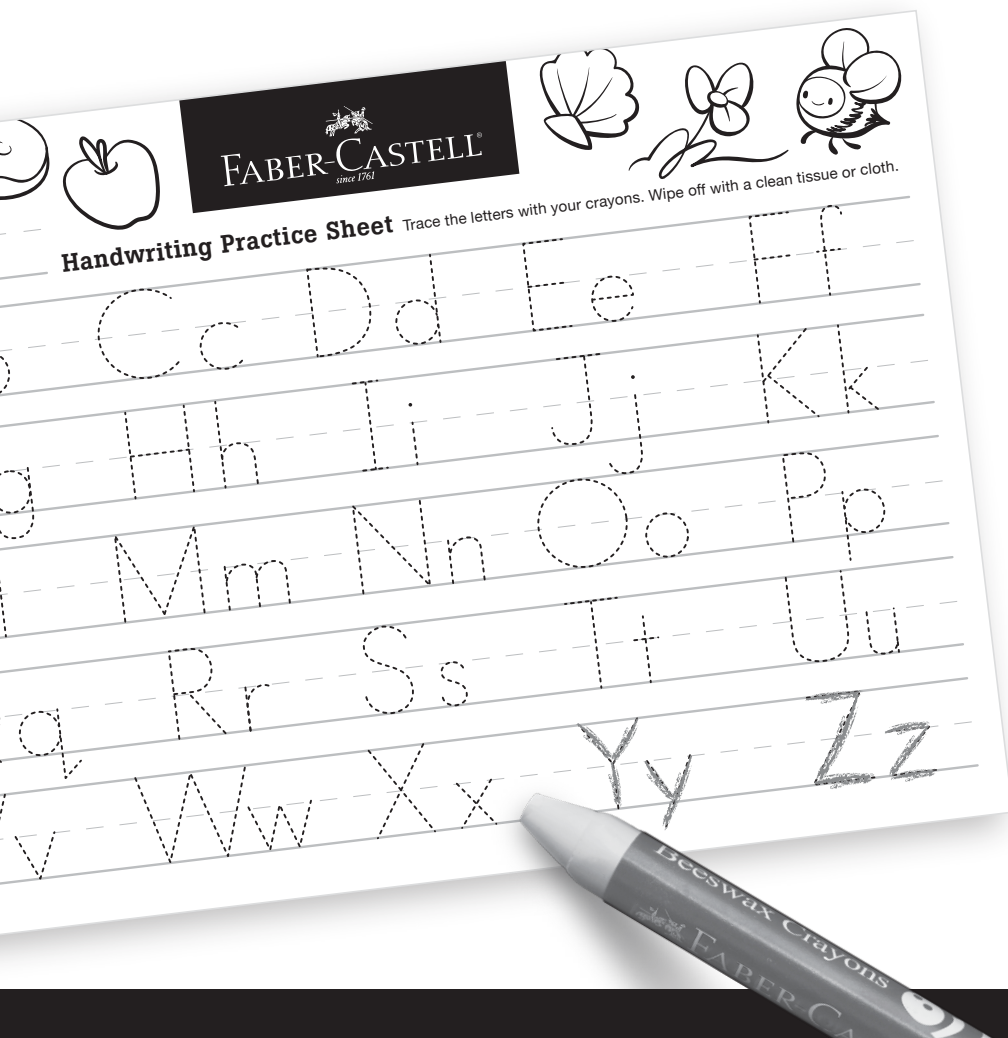 FABER-CASTELL®
since 1761
Handwriting Practice Sheet Trace the letters with your crayons. Wipe off with a clean tissue or cloth.
Cc Dd Ee Ff
g Hh Ii Jj Kk
Mm Nn Oo Pp
q Rr Ss Tt Uu
v Ww Xx Yy Zz
Beeswax Crayons
FABER-CA